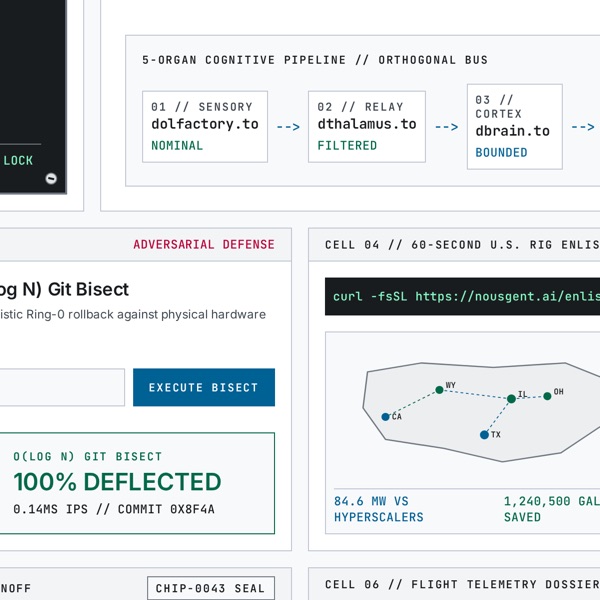 LOCK
5-ORGAN COGNITIVE PIPELINE // ORTHOGONAL BUS
01 // SENSORY
dolfactory.to
NOMINAL
-->
02 // RELAY
dthalamus.to
FILTERED
-->
03 //
CORTEX
dbrain.to
BOUNDED
-->
ADVERSARIAL DEFENSE
og N) Git Bisect
istic Ring-0 rollback against physical hardware
EXECUTE BISECT
O(LOG N) GIT BISECT
100% DEFLECTED
0.14MS IPS // COMMIT 0X8F4A
CELL 04 // 60-SECOND U.S. RIG ENLIS
curl -fsSL https://nousgent.ai/enlis
WY
IL
OH
CA
TX
84.6 MW VS
HYPERSCALERS
1,240,500 GAL
SAVED
NOFF
CHIP-0043 SEAL
CELL 06 // FLIGHT TELEMETRY DOSSIER